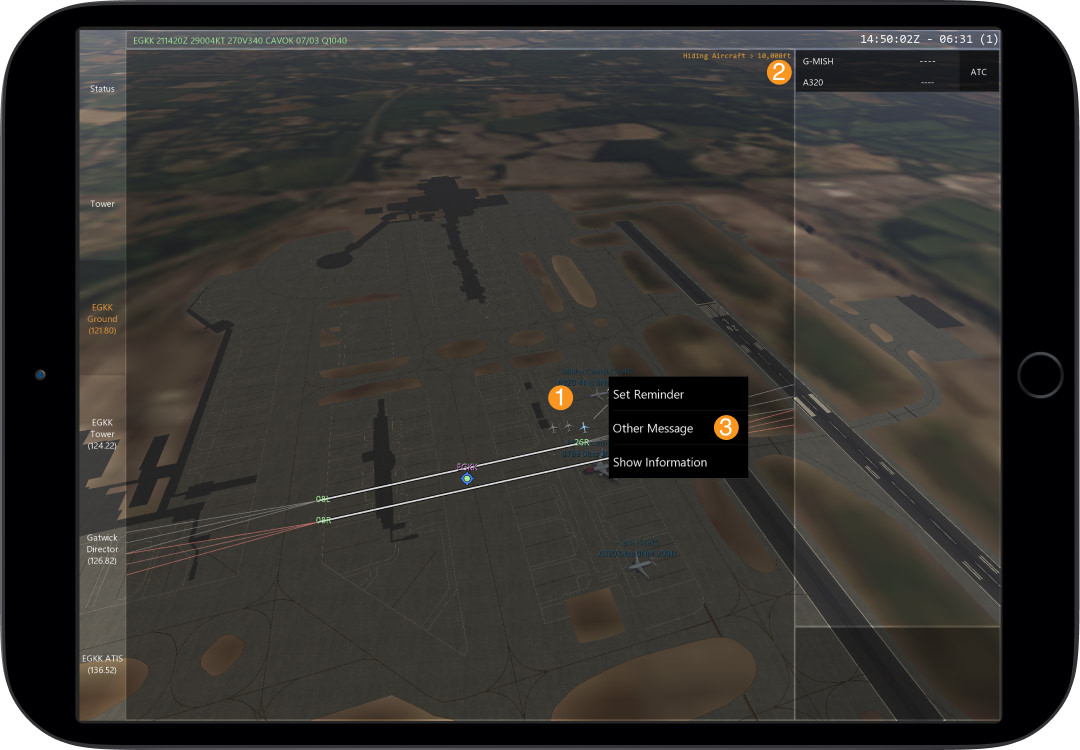 EGKK 211420Z 29004KT 270V340 CAVOK 07/03 Q1040
14:50:02Z - 06:31 (1)
Hiding Aircraft > 10,000ft
2
G-MISH ----
A320 ----
ATC
Status
Tower
EGKK
Ground
(121.80)
EGKK
Tower
(124.22)
Gatwick
Director
(126.82)
EGKK ATIS
(136.52)
1
Set Reminder
Other Message
3
Show Information
26R
EGKK
08L
08R